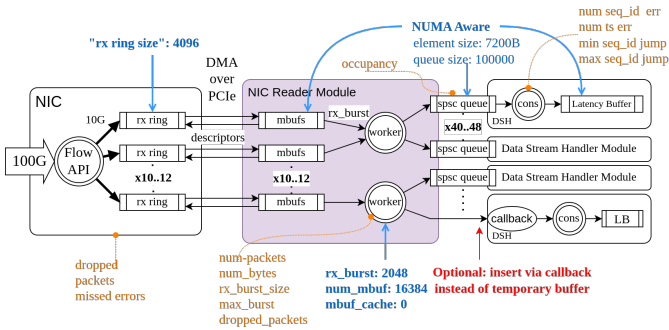 "rx ring size": 4096
NUMA Aware
element size: 7200B
queue size: 100000
num seq_id err
num ts err
min seq_id jump
max seq_id jump
DMA
over
PCIe
occupancy
NIC
NIC Reader Module
100G
Flow
API
10G
rx ring
rx ring
x10..12
rx ring
descriptors
mbufs
mbufs
x10..12
mbufs
rx_burst
worker
worker
spsc queue
x40..48
spsc queue
spsc queue
cons
Latency Buffer
DSH
Data Stream Handler Module
Data Stream Handler Module
callback
cons
LB
DSH
dropped
packets
missed errors
num-packets
num_bytes
rx_burst_size
max_burst
dropped_packets
rx_burst: 2048
num_mbuf: 16384
mbuf_cache: 0
Optional: insert via callback
instead of temporary buffer